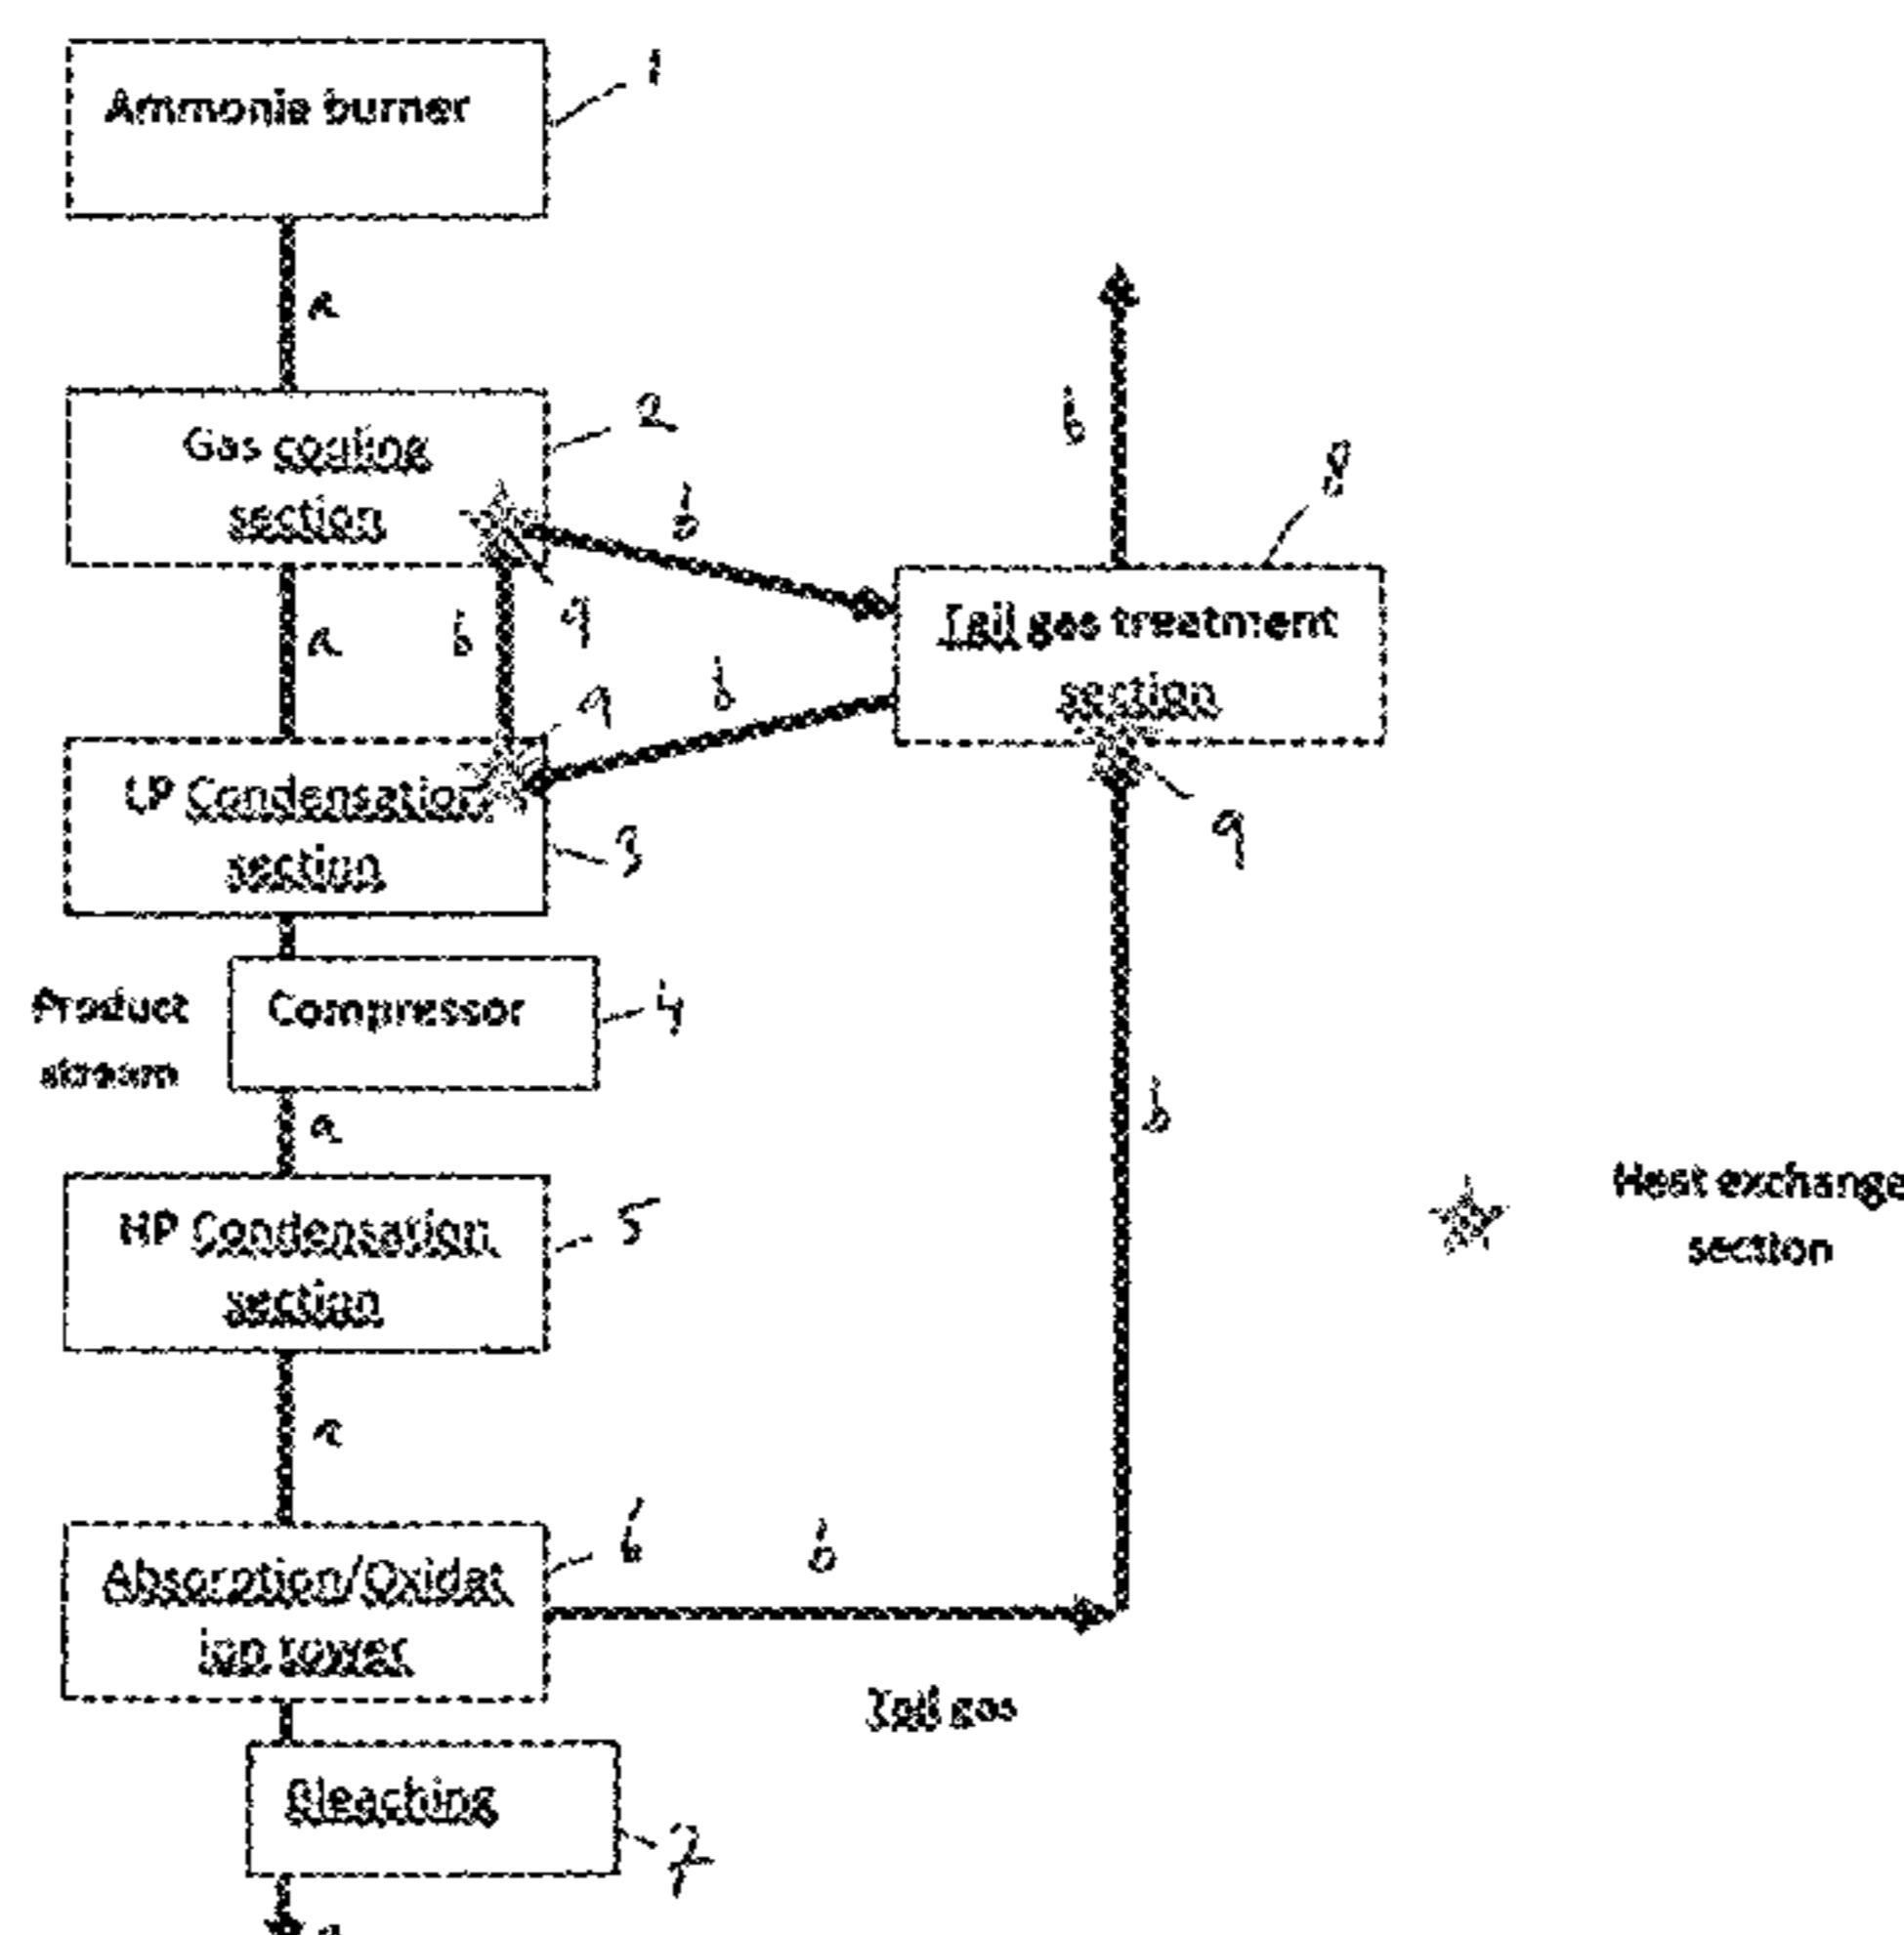 Ammonia burner
1
a
Gas cooling
section
2
b
b
8
9
a
b
Tail gas treatment
section
b
9
LP Condensation
section
3
9
Product
stream
Compressor
4
a
b
HP Condensation
section
5
Heat exchange
section
a
Absorption/Oxidat
ion tower
6
b
Tail gas
Bleaching
7